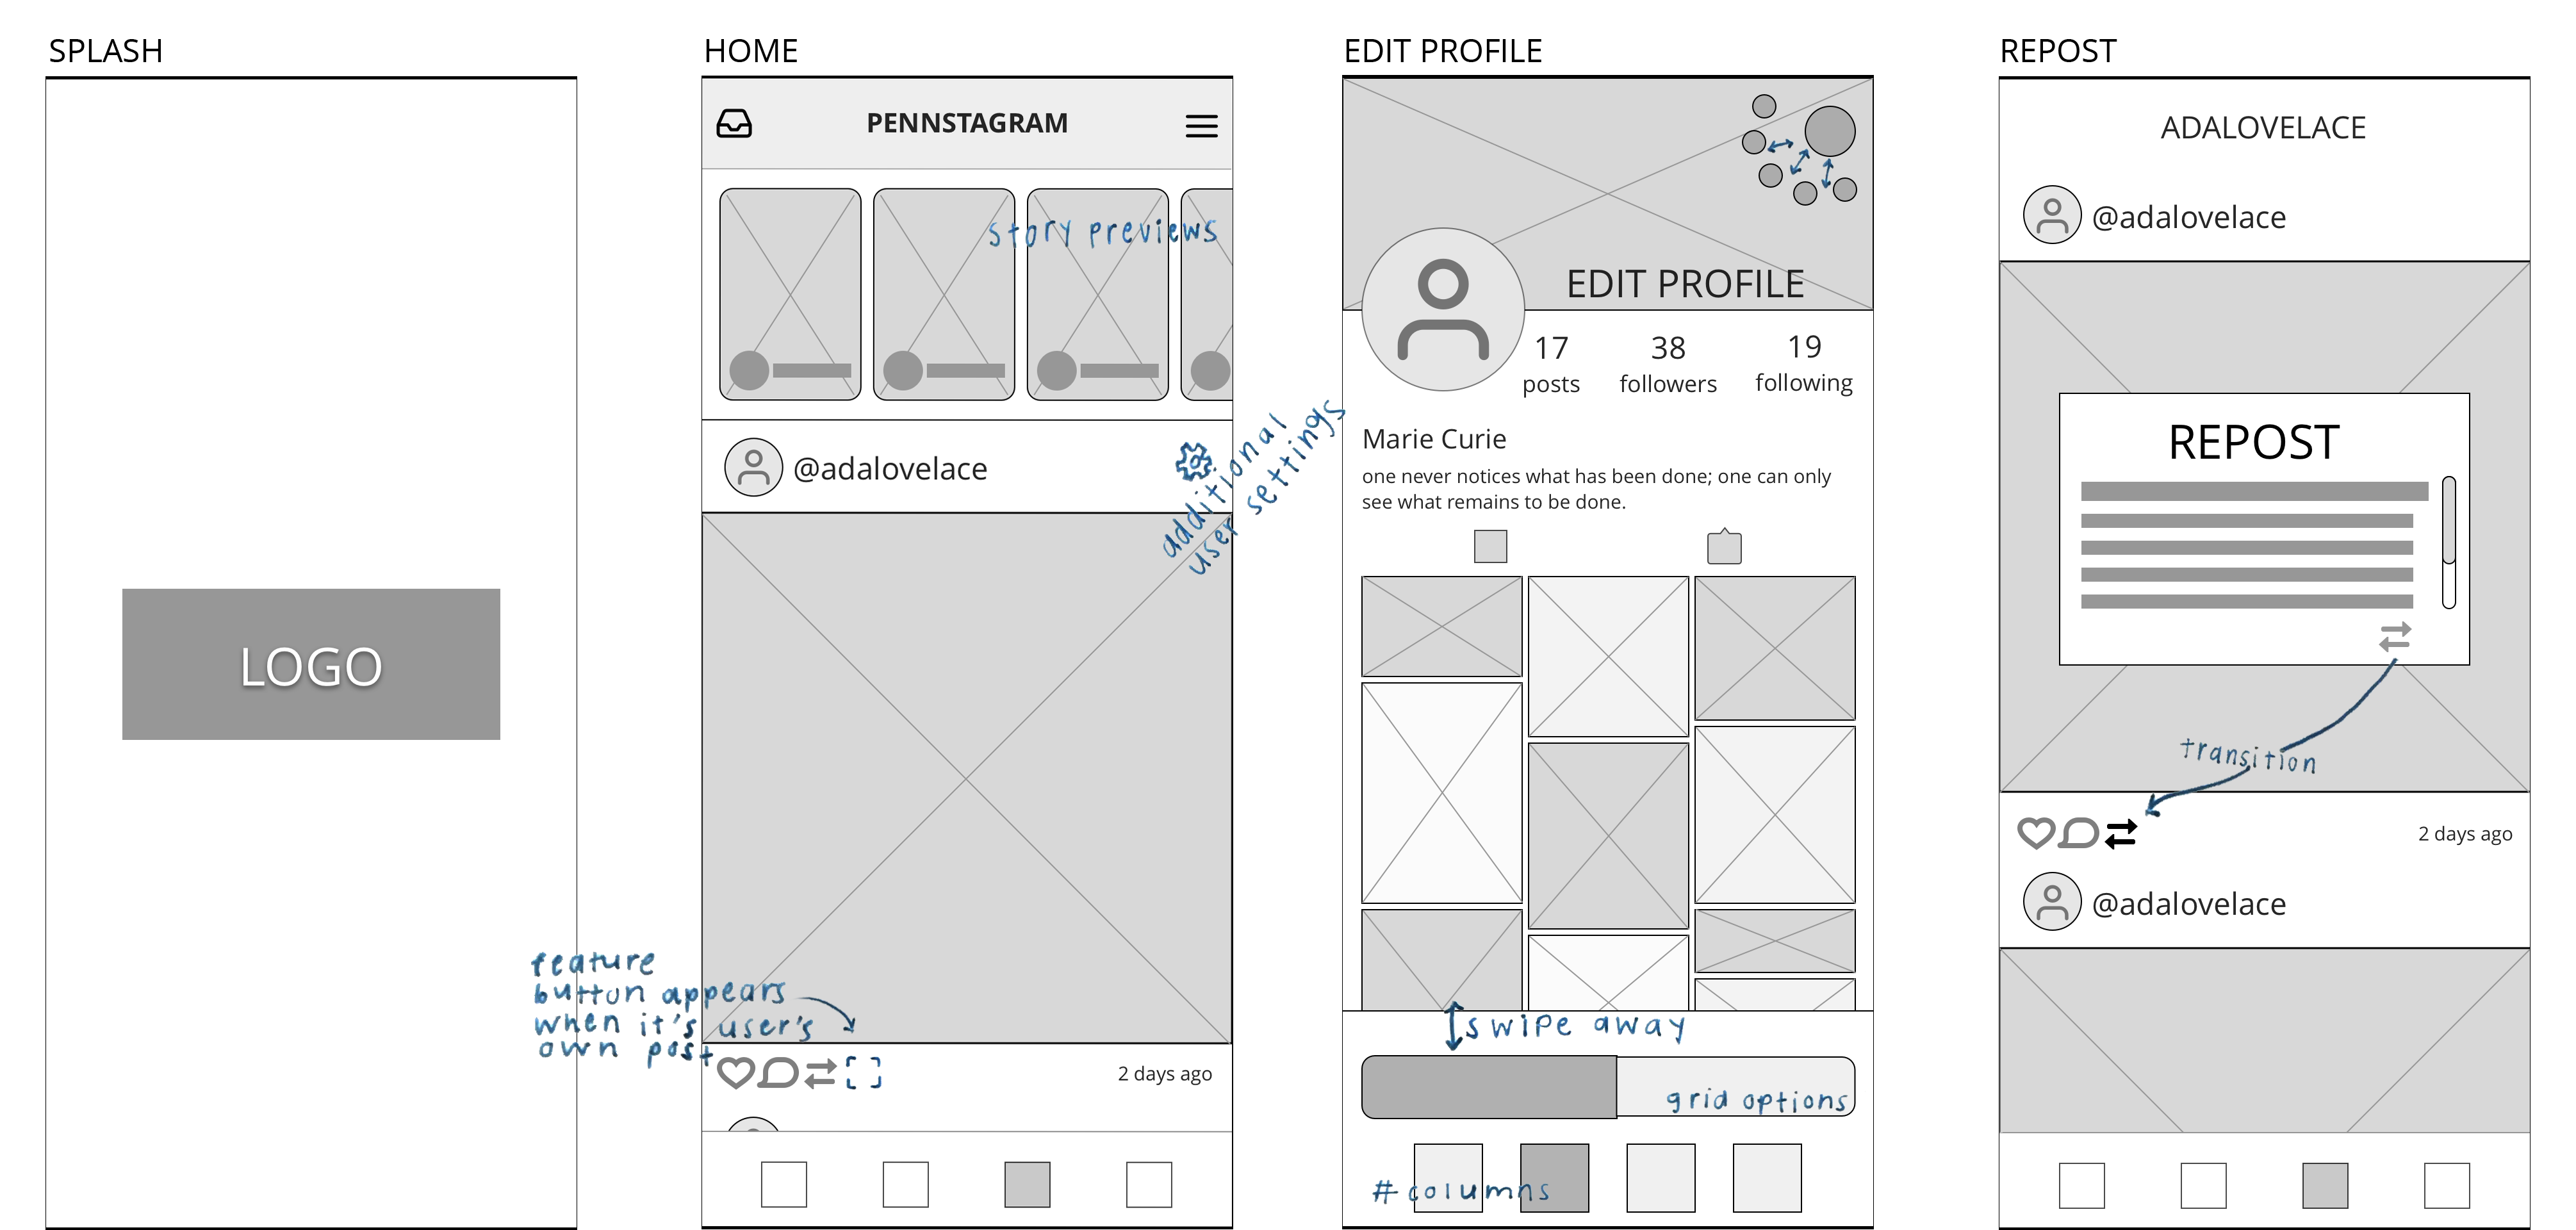 SPLASH
LOGO
HOME
PENNSTAGRAM
story previews
@adalovelace
additional
user settings
feature
button appears
when it's user's
own post
2 days ago
EDIT PROFILE
EDIT PROFILE
17
posts
38
followers
19
following
Marie Curie
one never notices what has been done; one can only
see what remains to be done.
swipe away
grid options
# columns
REPOST
ADALOVELACE
@adalovelace
REPOST
transition
2 days ago
@adalovelace